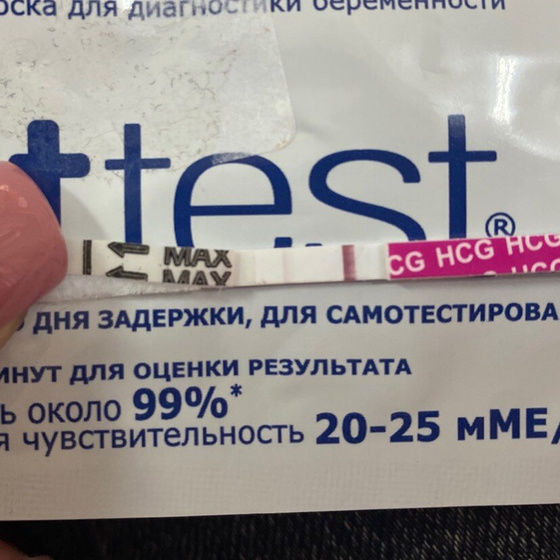 оска для диагностики беременности
ttest®
MAX
MAX
CG HCG HCG
ДНЯ ЗАДЕРЖКИ, ДЛЯ САМОТЕСТИРОВА
ИНУТ ДЛЯ ОЦЕНКИ РЕЗУЛЬТАТА
Ь ОКОЛО 99%*
я чувствительность 20-25 мМЕ/